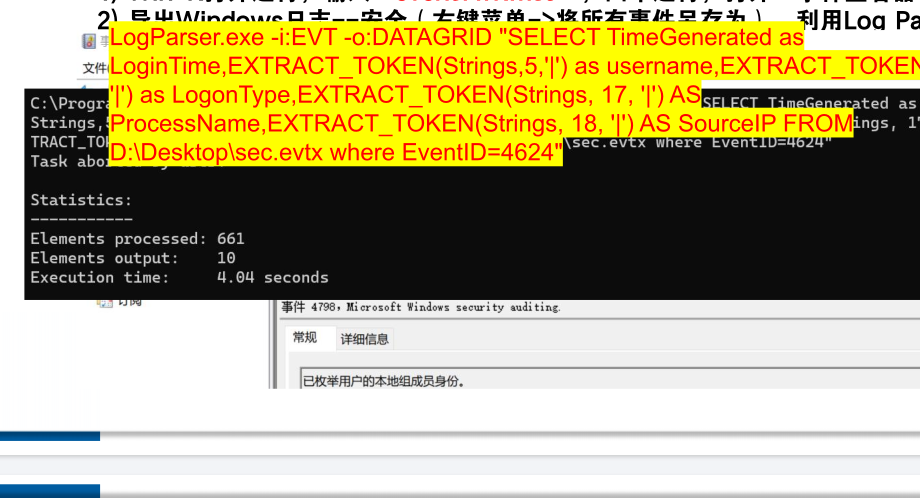 2) 导出Windows日志--安全（右键菜单->将所有事件另存为） 利用Log Pa
LogParser.exe -i:EVT -o:DATAGRID "SELECT TimeGenerated as
LoginTime,EXTRACT_TOKEN(Strings,5,'|') as username,EXTRACT_TOKEN
'|') as LogonType,EXTRACT_TOKEN(Strings, 17, '|') AS
ProcessName,EXTRACT_TOKEN(Strings, 18, '|') AS SourceIP FROM
D:\Desktop\sec.evtx where EventID=4624"
文件(
C:\Progra SELECT TimeGenerated as
Strings,5 ings, 1
TRACT_TOK \sec.evtx where EventID=4624"
Task abor
Statistics:
-----------
Elements processed: 661
Elements output: 10
Execution time: 4.04 seconds
订阅
事件 4798，Microsoft Windows security auditing.
常规 详细信息
已枚举用户的本地组成员身份。